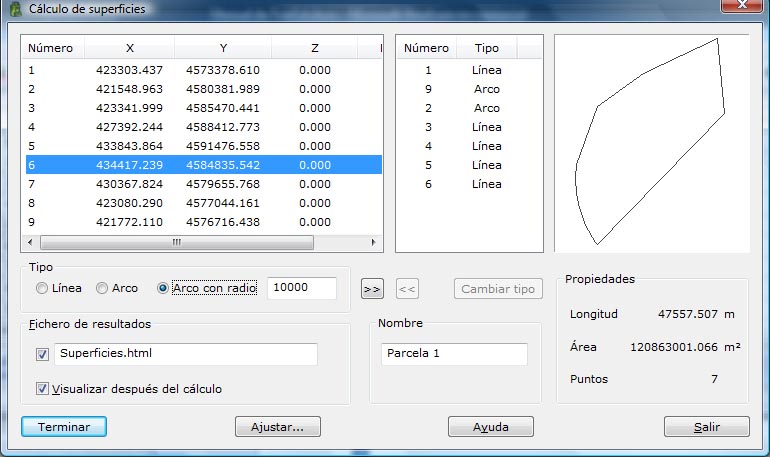 Cálculo de superficies
Número X Y Z
1 423303.437 4573378.610 0.000
2 421548.963 4580381.989 0.000
3 423341.999 4585470.441 0.000
4 427392.244 4588412.773 0.000
5 433843.864 4591476.558 0.000
6 434417.239 4584835.542 0.000
7 430367.824 4579655.768 0.000
8 423080.290 4577044.161 0.000
9 421772.110 4576716.438 0.000
Número Tipo
1 Línea
9 Arco
2 Arco
3 Línea
4 Línea
5 Línea
6 Línea
Tipo
Línea Arco Arco con radio 10000 >> << Cambiar tipo
Fichero de resultados
Superficies.html
Visualizar después del cálculo
Nombre
Parcela 1
Propiedades
Longitud 47557.507 m
Área 120863001.066 m²
Puntos 7
Terminar Ajustar... Ayuda Salir